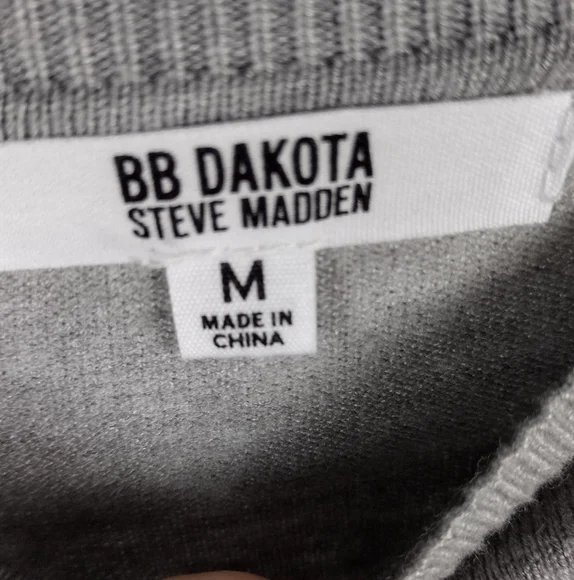 BB DAKOTA
STEVE MADDEN
M
MADE IN
CHINA